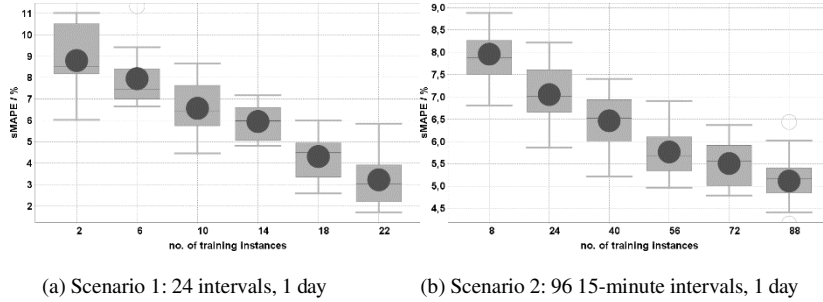 11
10
9
8
7
6
5
4
3
2
sMAPE / %
2 6 10 14 18 22
no. of training instances
9,0
8,5
8,0
7,5
7,0
6,5
6,0
5,5
5,0
4,5
sMAPE / %
8 24 40 56 72 88
no. of training instances
(a) Scenario 1: 24 intervals, 1 day
(b) Scenario 2: 96 15-minute intervals, 1 day